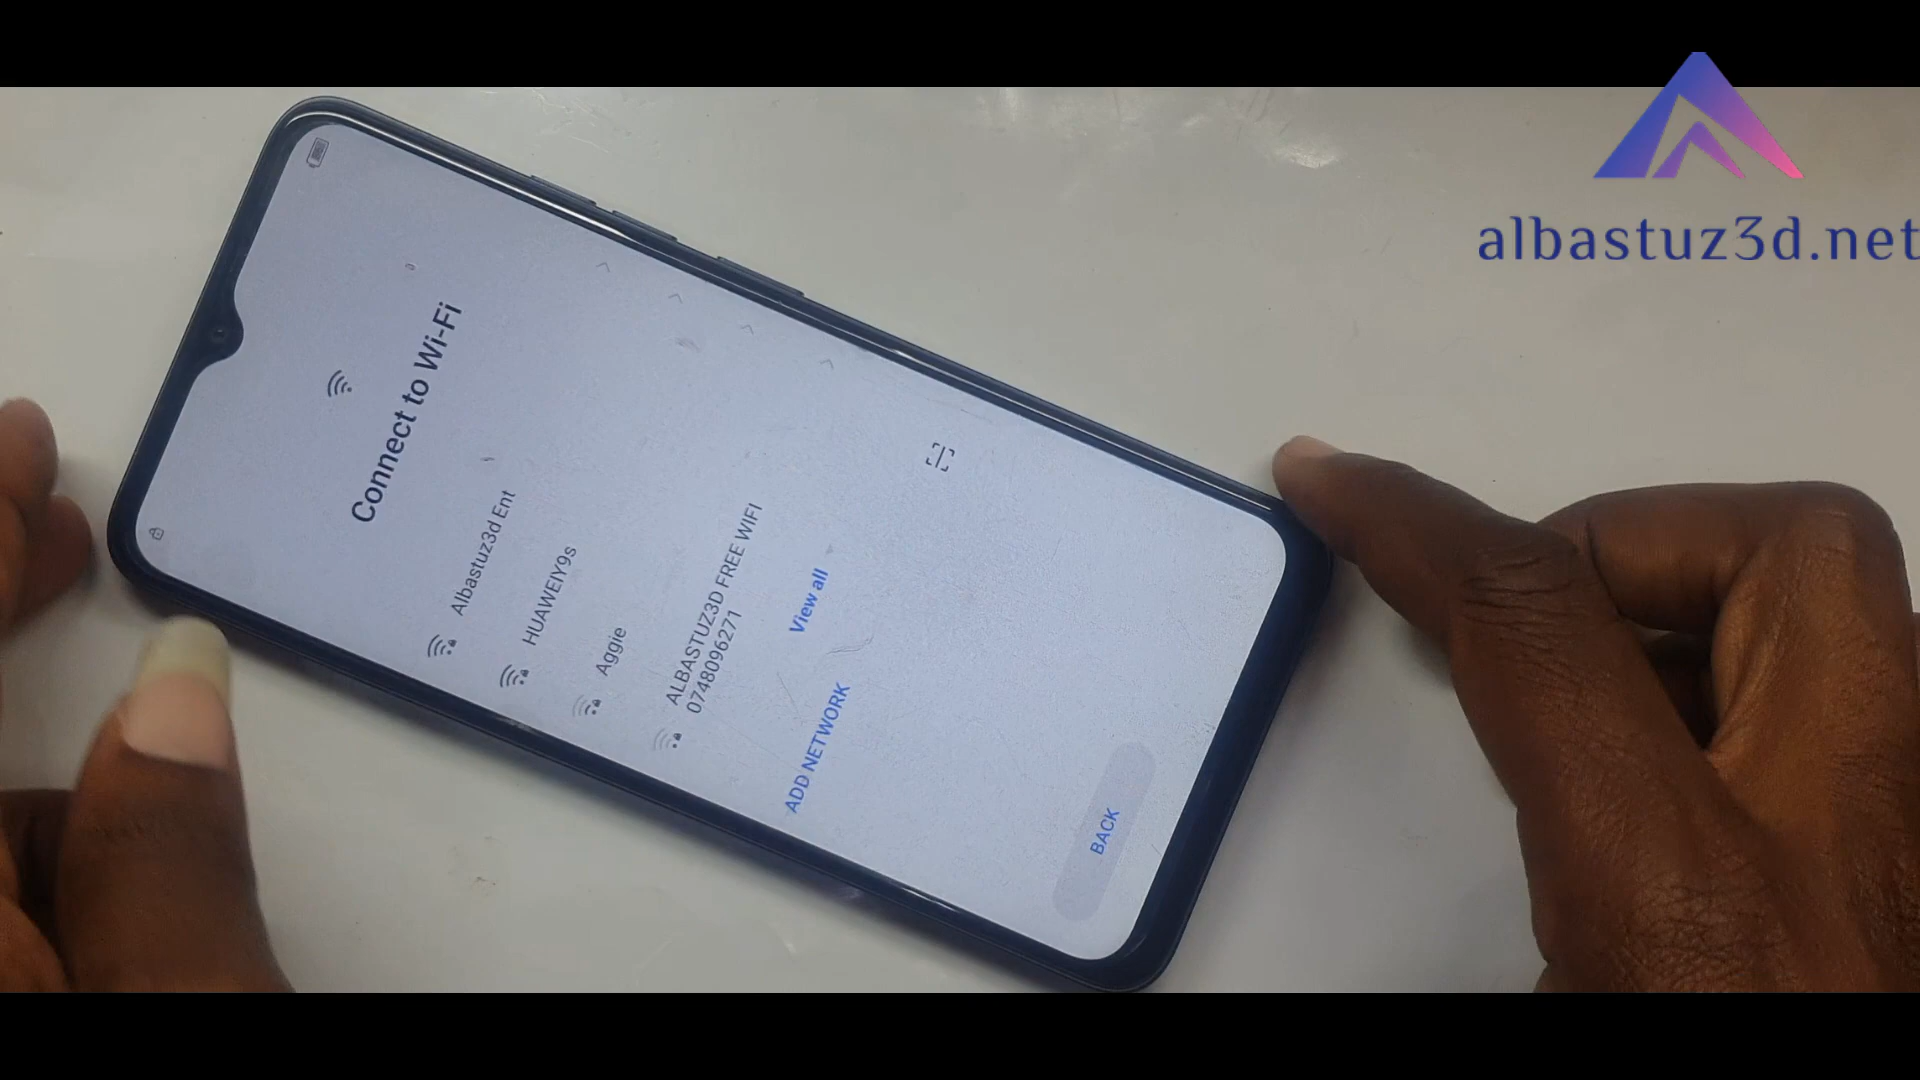 albastuz3d.net
Connect to Wi-Fi
Albastuz3d Ent
HUAWEIY9s
Aggie
ALBASTUZ3D FREE WIFI
0748096271
View all
ADD NETWORK
BACK